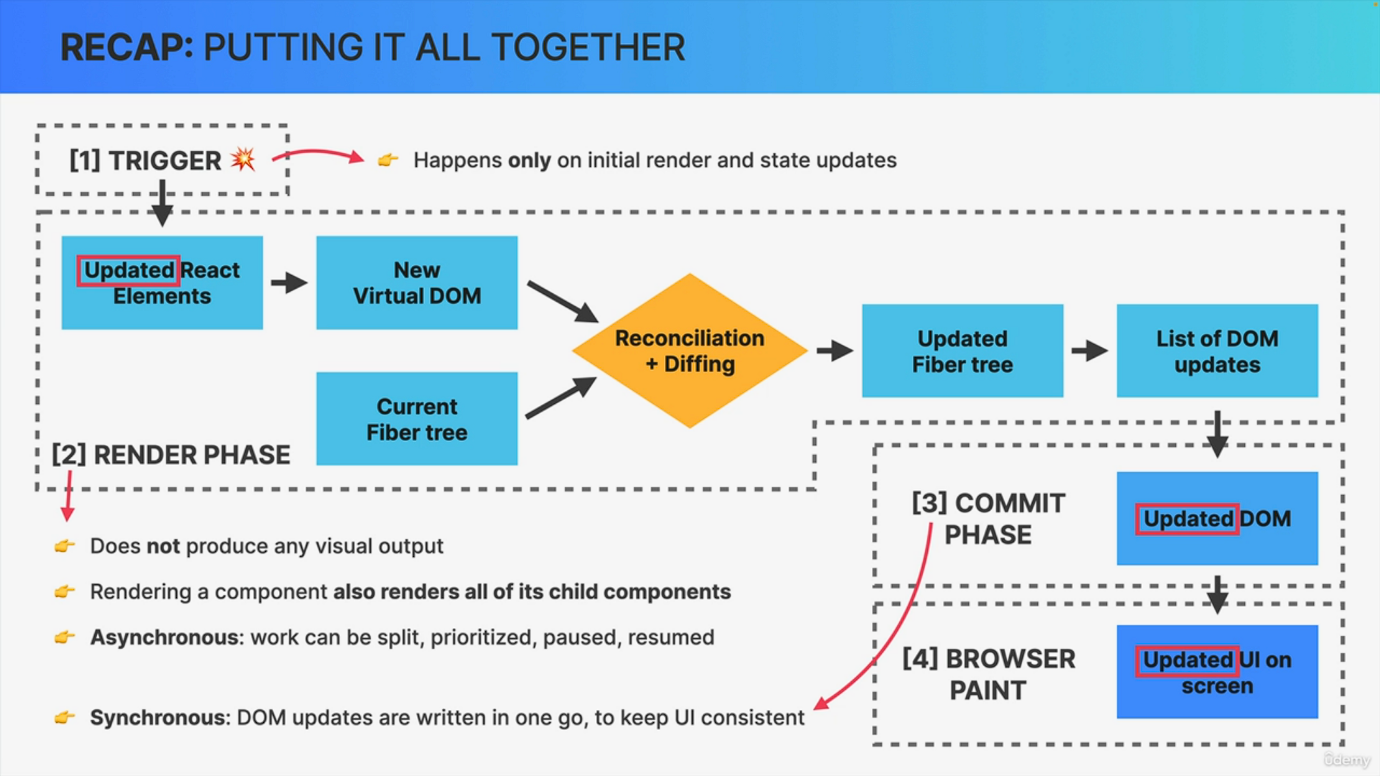 RECAP: PUTTING IT ALL TOGETHER
[1] TRIGGER 💥
👉 Happens only on initial render and state updates
Updated React
Elements
New
Virtual DOM
Reconciliation
+ Diffing
Updated
Fiber tree
List of DOM
updates
Current
Fiber tree
[2] RENDER PHASE
👉 Does not produce any visual output
👉 Rendering a component also renders all of its child components
👉 Asynchronous: work can be split, prioritized, paused, resumed
[3] COMMIT
PHASE
Updated DOM
👉 Synchronous: DOM updates are written in one go, to keep UI consistent
[4] BROWSER
PAINT
Updated UI on
screen
ûdemy